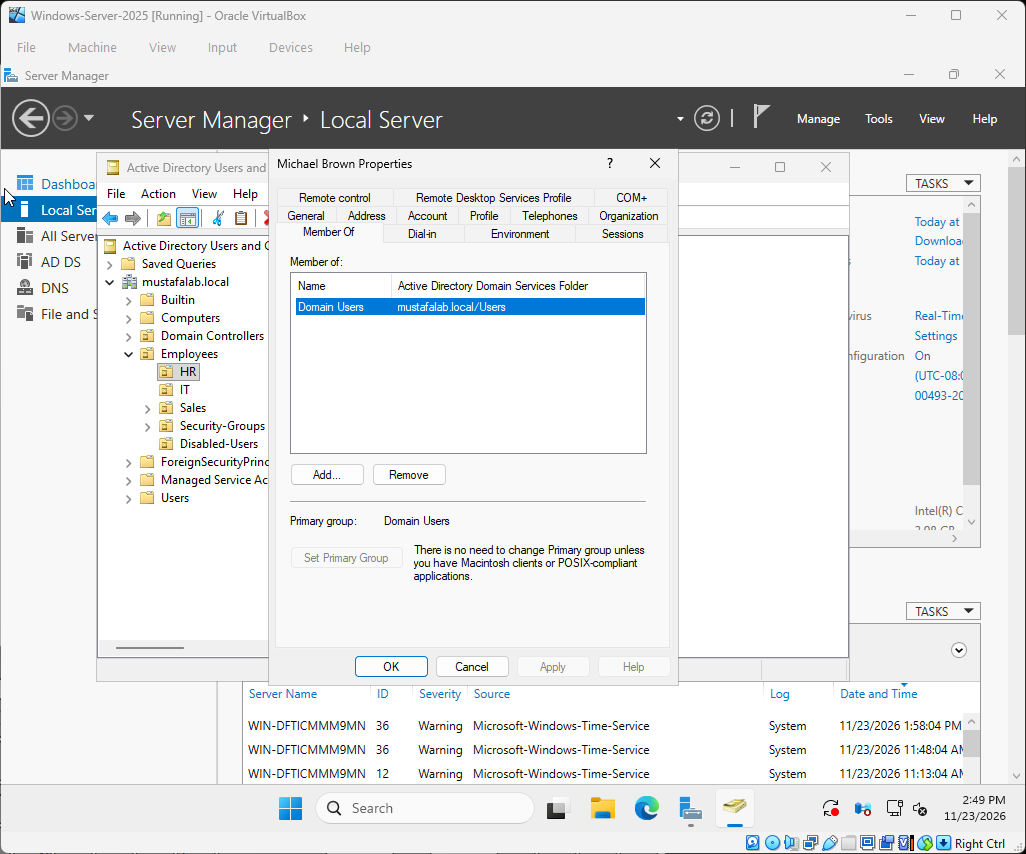 Windows-Server-2025 [Running] - Oracle VirtualBox
File Machine View Input Devices Help
Server Manager
Server Manager Local Server
Manage Tools View Help
Dashboa
Local Ser
All Server
AD DS
DNS
File and S
Active Directory Users and
File Action View Help
Active Directory Users and C
Saved Queries
mustafalab.local
Builtin
Computers
Domain Controllers
Employees
HR
IT
Sales
Security-Groups
Disabled-Users
ForeignSecurityPrinc
Managed Service Ac
Users
Michael Brown Properties
?
Remote control Remote Desktop Services Profile COM+
General Address Account Profile Telephones Organization
Member Of Dial-in Environment Sessions
Member of:
Name Active Directory Domain Services Folder
Domain Users mustafalab.local/Users
Add... Remove
Primary group: Domain Users
Set Primary Group
There is no need to change Primary group unless
you have Macintosh clients or POSIX-compliant
applications.
OK Cancel Apply Help
TASKS
Today at
Downloa
Today at
virus Real-Time
Settings
nfiguration On
(UTC-08:0
00493-20
Intel(R) C
TASKS
Server Name ID Severity Source Log Date and Time
WIN-DFTICMMM9MN 36 Warning Microsoft-Windows-Time-Service System 11/23/2026 1:58:04 PM
WIN-DFTICMMM9MN 36 Warning Microsoft-Windows-Time-Service System 11/23/2026 11:48:04 AM
WIN-DFTICMMM9MN 12 Warning Microsoft-Windows-Time-Service System 11/23/2026 11:13:04 AM
Search
2:49 PM
11/23/2026
Right Ctrl